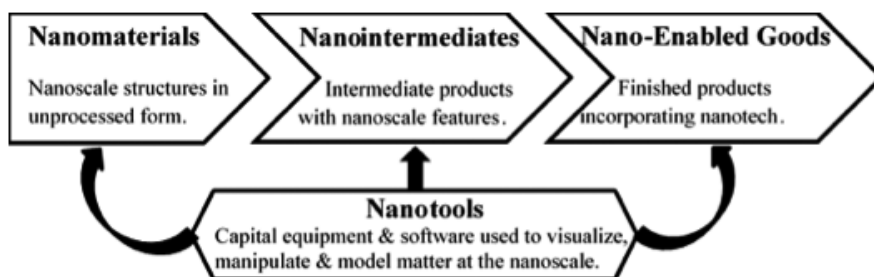 Nanomaterials
Nanoscale structures in
unprocessed form.
Nanointermediates
Intermediate products
with nanoscale features.
Nano-Enabled Goods
Finished products
incorporating nanotech.
Nanotools
Capital equipment & software used to visualize,
manipulate & model matter at the nanoscale.